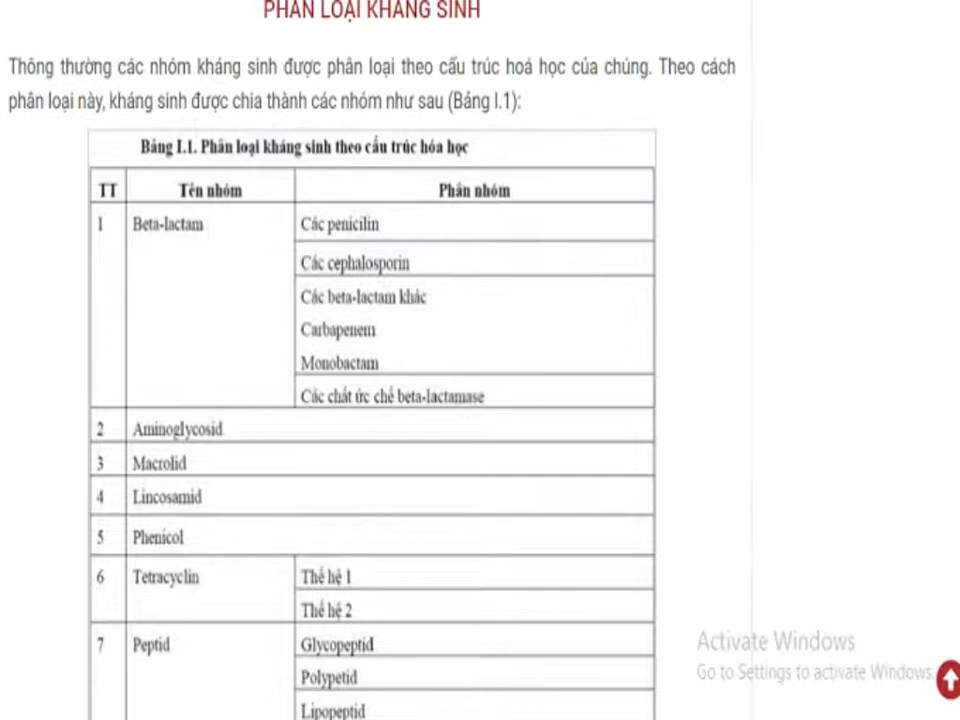 PHÂN LOẠI KHÁNG SINH
Thông thường các nhóm kháng sinh được phân loại theo cấu trúc hoá học của chúng. Theo cách
phân loại này, kháng sinh được chia thành các nhóm như sau (Bảng I.1):
Bảng I.1. Phân loại kháng sinh theo cấu trúc hóa học
TT Tên nhóm Phân nhóm
1 Beta-lactam Các penicilin
Các cephalosporin
Các beta-lactam khác
Carbapenem
Monobactam
Các chất ức chế beta-lactamase
2 Aminoglycosid
3 Macrolid
4 Lincosamid
5 Phenicol
6 Tetracyclin Thế hệ 1
Thế hệ 2
7 Peptid Glycopeptid
Polypetid
Lipopeptid
Activate Windows
Go to Settings to activate Windows.